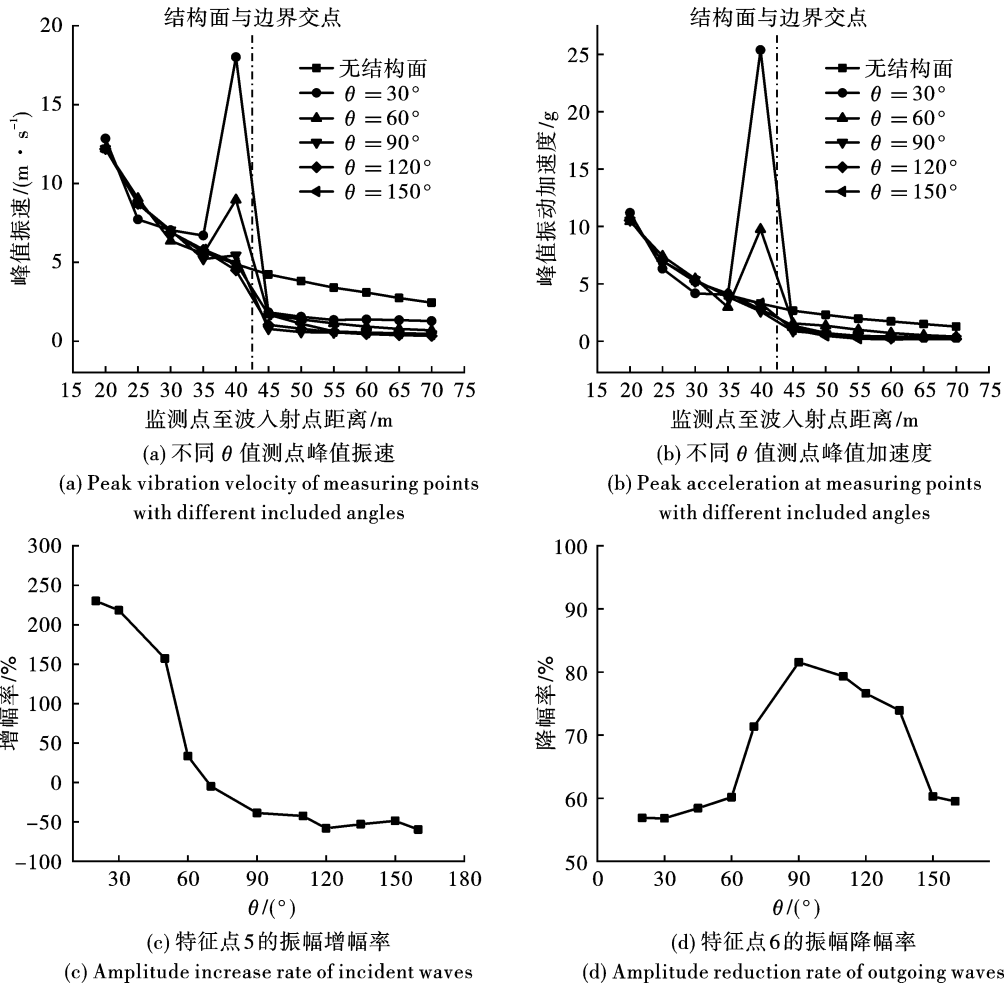 结构面与边界交点
20
15
10
5
0
峰值振速/(m·s⁻¹)
无结构面
θ=30°
θ=60°
θ=90°
θ=120°
θ=150°
15 20 25 30 35 40 45 50 55 60 65 70 75
监测点至波入射点距离/m
(a) 不同 θ 值测点峰值振速
(a) Peak vibration velocity of measuring points
with different included angles
结构面与边界交点
25
20
15
10
5
0
峰值振动加速度/g
无结构面
θ=30°
θ=60°
θ=90°
θ=120°
θ=150°
15 20 25 30 35 40 45 50 55 60 65 70 75
监测点至波入射点距离/m
(b) 不同 θ 值测点峰值加速度
(b) Peak acceleration at measuring points
with different included angles
300
250
200
150
100
50
0
-50
-100
增幅率/%
30 60 90 120 150 180
θ/(°)
(c) 特征点5的振幅增幅率
(c) Amplitude increase rate of incident waves
100
90
80
70
60
50
降幅率/%
0 30 60 90 120 150
θ/(°)
(d) 特征点6的振幅降幅率
(d) Amplitude reduction rate of outgoing waves